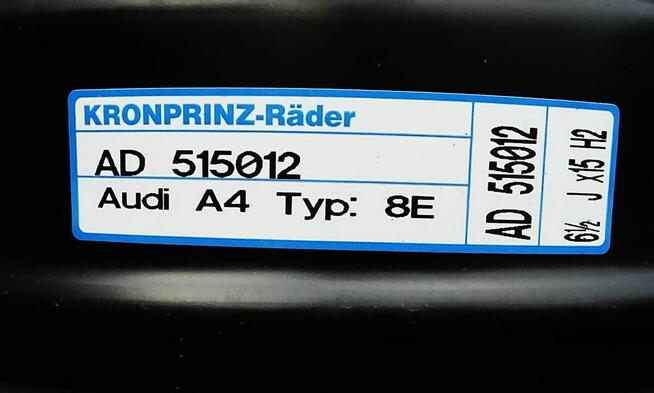 KRONPRINZ-Räder
AD 515012
Audi A4 Typ: 8E
AD 515012
6½ J x15 H2